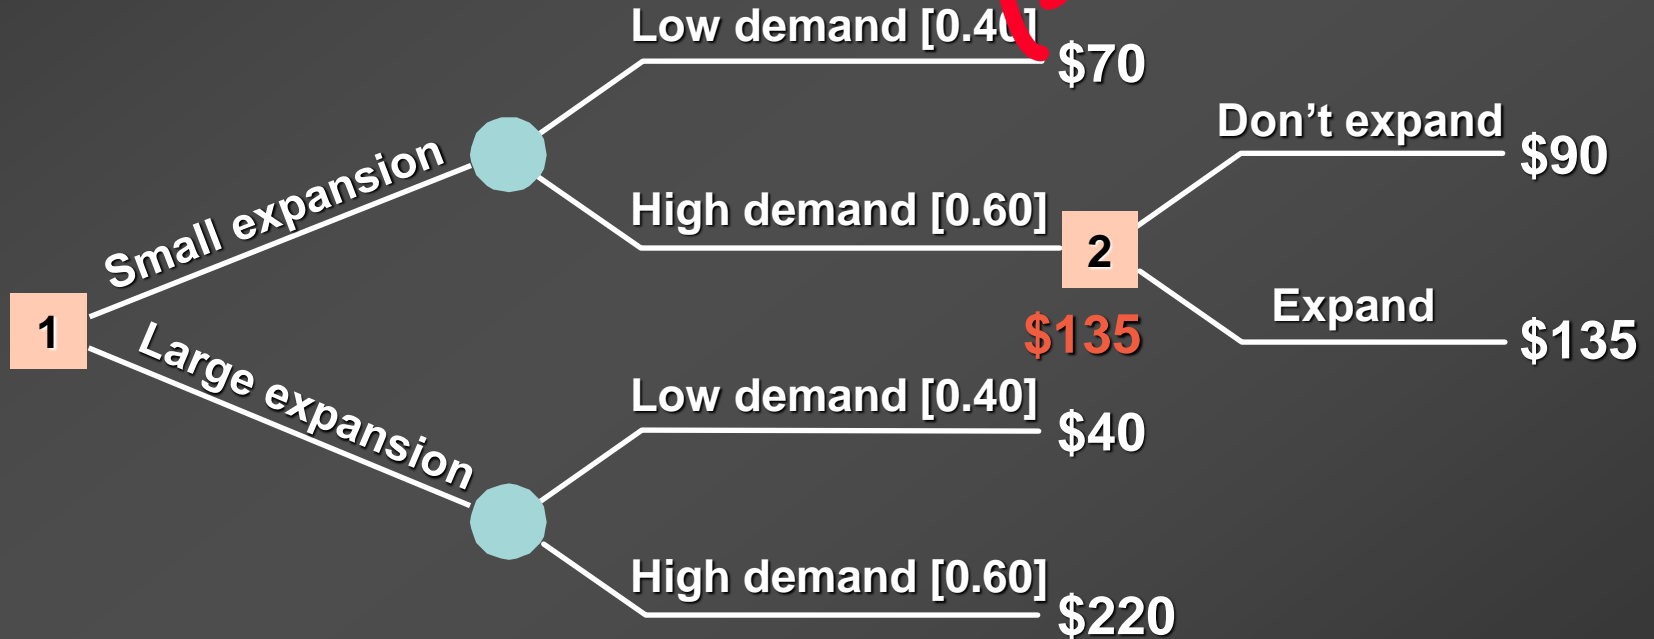 Low demand [0.40]
$70
Don’t expand
$90
Small expansion
High demand [0.60]
2
$135
Expand
$135
1
Large expansion
Low demand [0.40]
$40
High demand [0.60]
$220